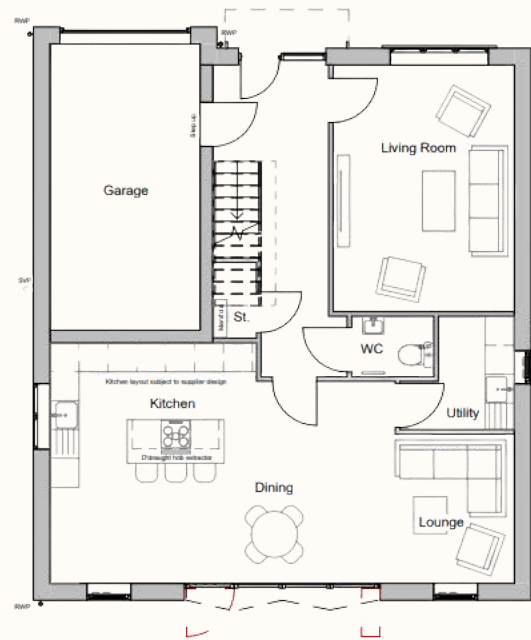 RWP
RWP
Step up
Living Room
Garage
SVP
Manifold
St.
WC
Kitchen layout subject to supplier design
Kitchen
Utility
D'draught hob extractor
Dining
Lounge
RWP